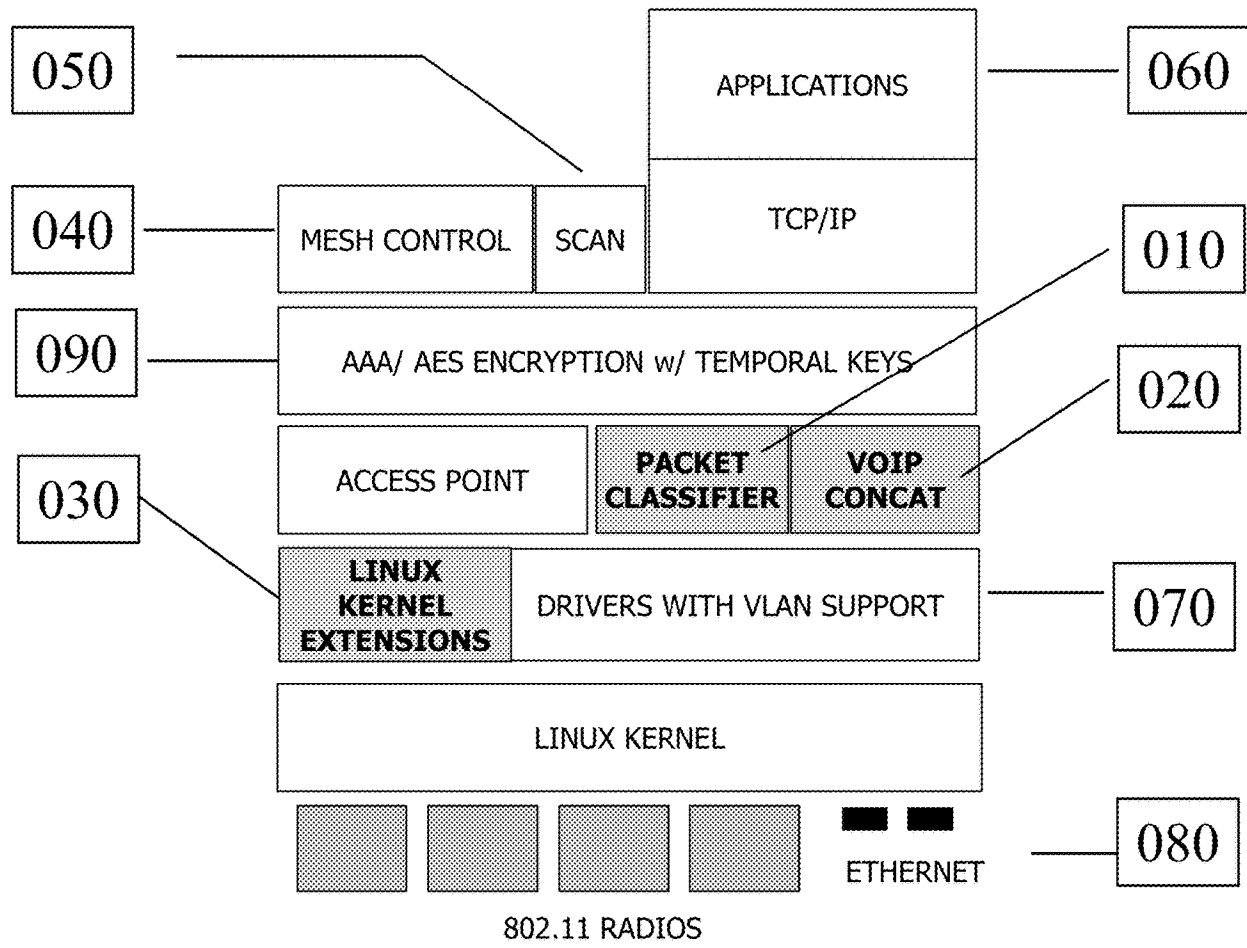 050
060
APPLICATIONS
040
MESH CONTROL
SCAN
TCP/IP
010
090
AAA/ AES ENCRYPTION w/ TEMPORAL KEYS
020
030
ACCESS POINT
PACKET
CLASSIFIER
VOIP
CONCAT
LINUX
KERNEL
EXTENSIONS
DRIVERS WITH VLAN SUPPORT
070
LINUX KERNEL
080
ETHERNET
802.11 RADIOS